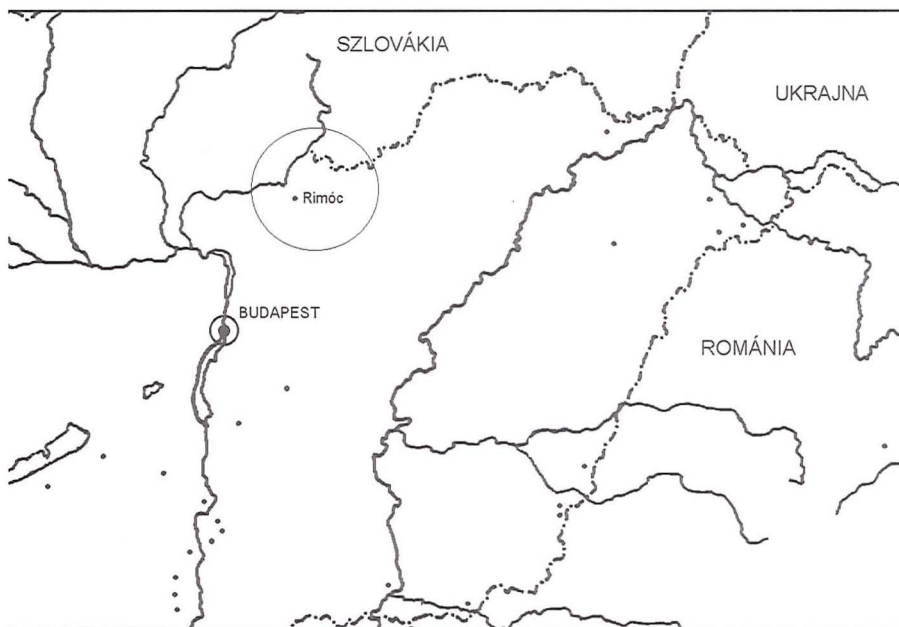 SZLOVÁKIA
UKRAJNA
Rimóc
BUDAPEST
ROMÁNIA